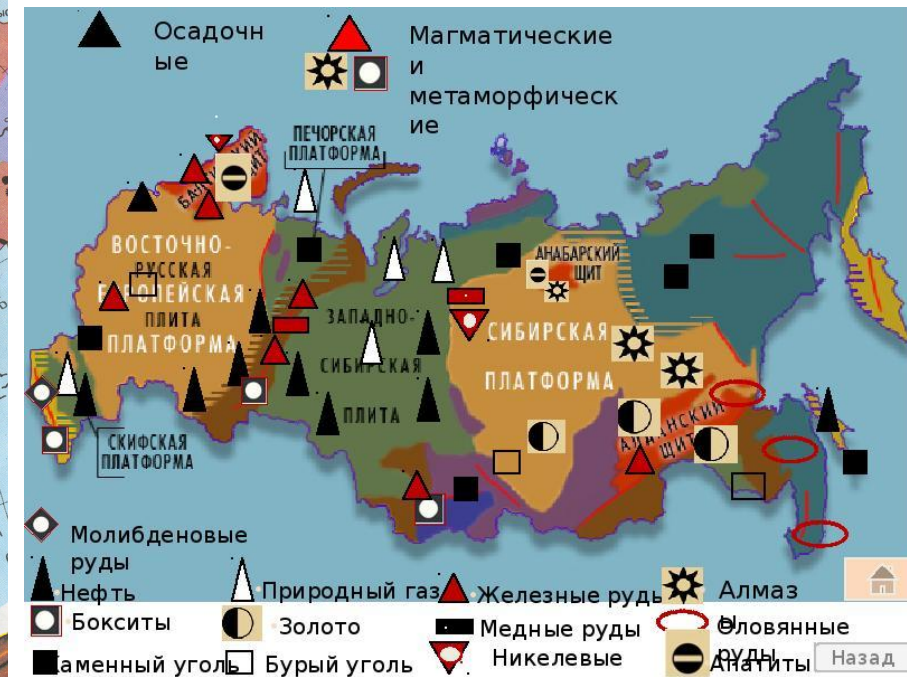 Осадочн
ые
Магматические
и
метаморфическ
ие
ПЕЧОРСКАЯ
ПЛАТФОРМА
ЩИТ
ВОСТОЧНО-
РУССКАЯ
ЕВРОПЕЙСКАЯ
ПЛИТА
ПЛАТФОРМА
АНАБАРСКИЙ
ЩИТ
ЗАПАДНО-
СИБИРСКАЯ
ПЛИТА
СИБИРСКАЯ
ПЛАТФОРМА
АЛДАНСКИЙ
ЩИТ
СКИФСКАЯ
ПЛАТФОРМА
Молибденовые
руды
Нефть
Природный газ
Железные руды
Алмаз
ы
Бокситы
Золото
Медные руды
Оловянные
руды
Каменный уголь
Бурый уголь
Никелевые
Апатиты
Назад